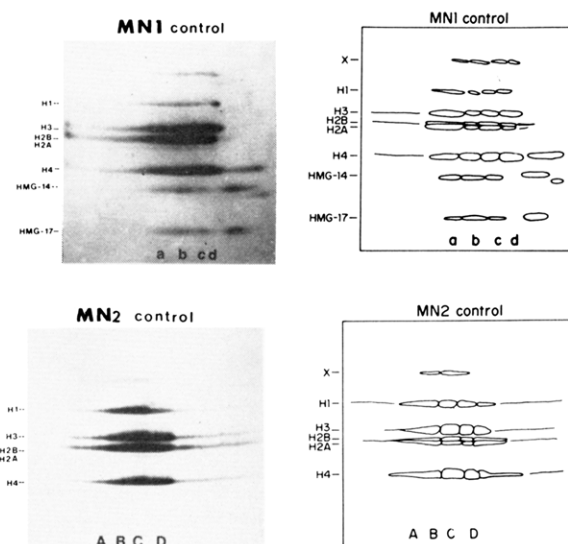 MN1 control
H1
H3
H2B
H2A
H4
HMG-14
HMG-17
a b c d
MN1 control
X
H1
H3
H2B
H2A
H4
HMG-14
HMG-17
a b c d
MN2 control
H1
H3
H2B
H2A
H4
A B C D
MN2 control
X
H1
H3
H2B
H2A
H4
A B C D